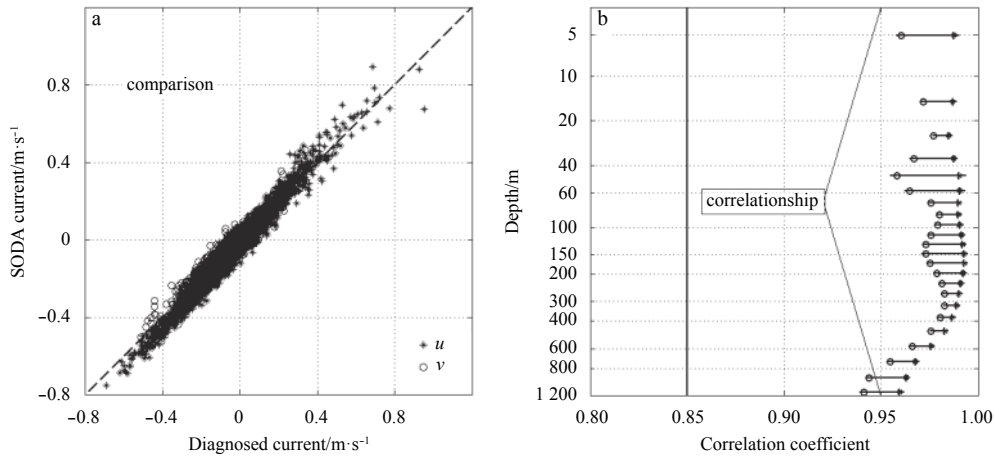 a
comparison
SODA current/m·s⁻¹
0.8
0.4
0
−0.4
−0.8
u
v
−0.8
−0.4
0
0.4
0.8
Diagnosed current/m·s⁻¹
b
correlationship
Depth/m
5
10
20
40
60
100
150
200
300
400
600
800
1 200
0.80
0.85
0.90
0.95
1.00
Correlation coefficient